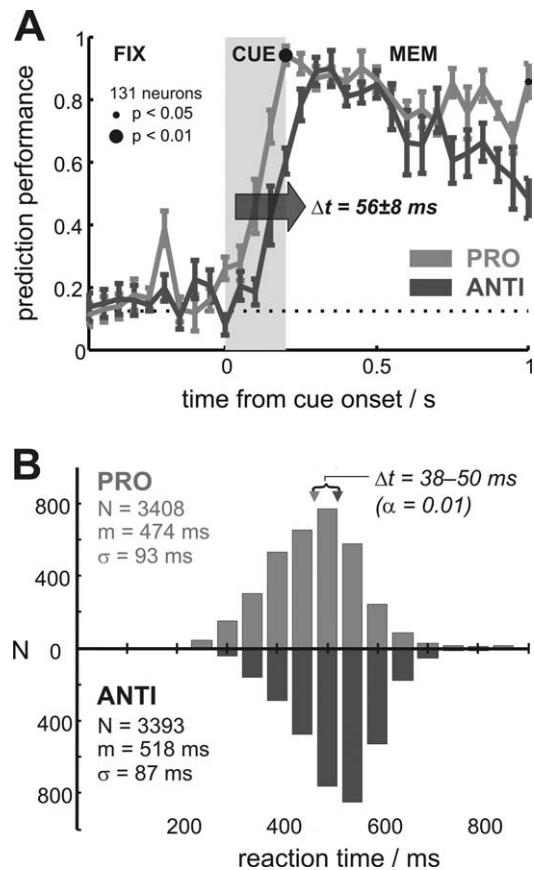 A
FIX
CUE
MEM
131 neurons
p < 0.05
p < 0.01
Δt = 56±8 ms
PRO
ANTI
prediction performance
1
0.8
0.6
0.4
0.2
0
0
0.5
1
time from cue onset / s
B
PRO
N = 3408
m = 474 ms
σ = 93 ms
Δt = 38–50 ms
(α = 0.01)
800
400
N 0
400
800
ANTI
N = 3393
m = 518 ms
σ = 87 ms
200 400 600 800
reaction time / ms